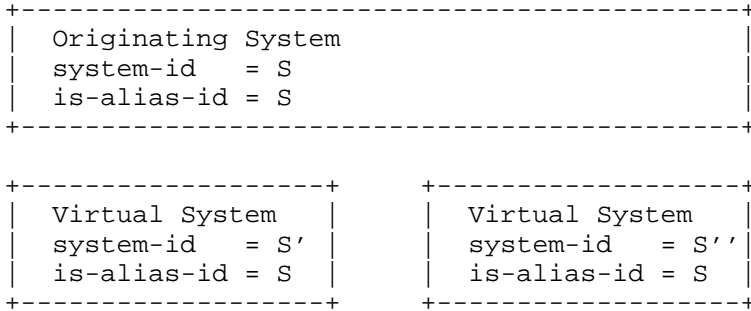 Originating System
system-id = S
is-alias-id = S
Virtual System Virtual System
system-id = S' system-id = S''
is-alias-id = S is-alias-id = S